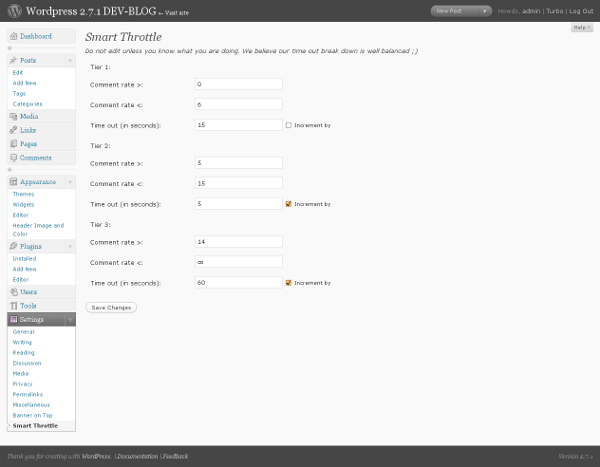 Wordpress 2.7.1 DEV-BLOG ← Visit site
New Post
Howdy, admin | Turbo | Log Out
Help
Dashboard
Posts
Edit
Add New
Tags
Categories
Media
Links
Pages
Comments
Appearance
Themes
Widgets
Editor
Header Image and
Color
Plugins
Installed
Add New
Editor
Users
Tools
Settings
General
Writing
Reading
Discussion
Media
Privacy
Permalinks
Miscellaneous
Banner on Top
Smart Throttle
Smart Throttle
Do not edit unless you know what you are doing. We believe our time out break down is well balanced ;)
Tier 1:
Comment rate >: 0
Comment rate <: 6
Time out (in seconds): 15 Increment by
Tier 2:
Comment rate >: 5
Comment rate <: 15
Time out (in seconds): 5 Increment by
Tier 3:
Comment rate >: 14
Comment rate <: ∞
Time out (in seconds): 60 Increment by
Save Changes
Thank you for creating with WordPress. | Documentation | Feedback
Version 2.7.1